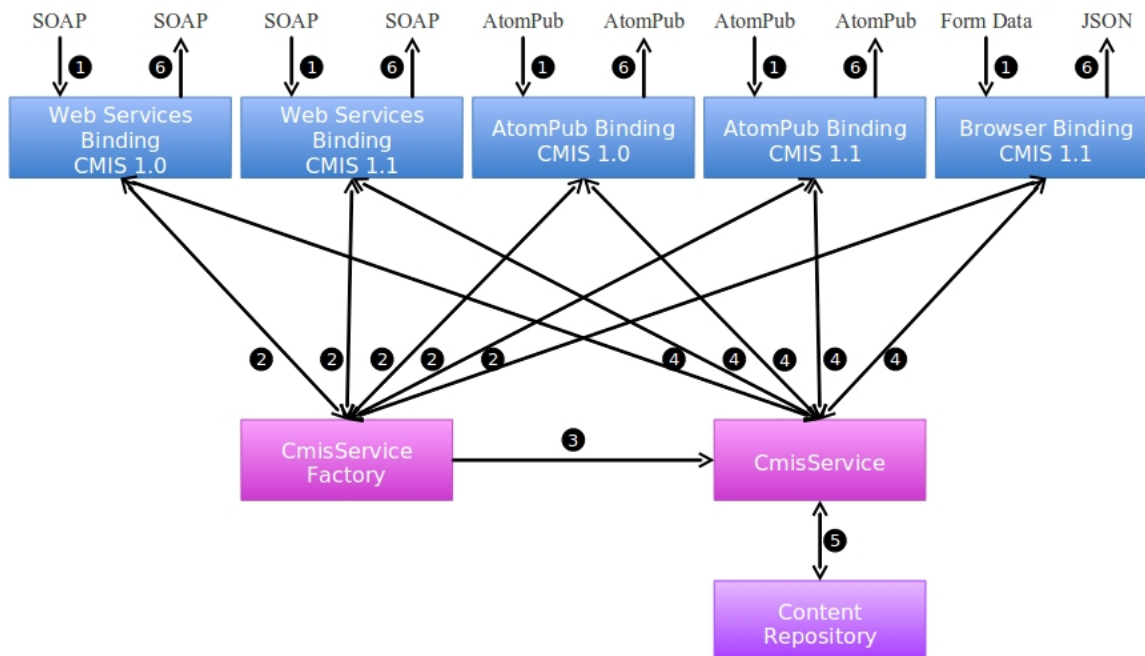 SOAP SOAP SOAP SOAP AtomPub AtomPub AtomPub AtomPub Form Data JSON
1 6 1 6 1 6 1 6 1 6
Web Services
Binding
CMIS 1.0
Web Services
Binding
CMIS 1.1
AtomPub Binding
CMIS 1.0
AtomPub Binding
CMIS 1.1
Browser Binding
CMIS 1.1
2 2 2 2 2 4 4 4 4 4
CmisService
Factory
3
CmisService
5
Content
Repository